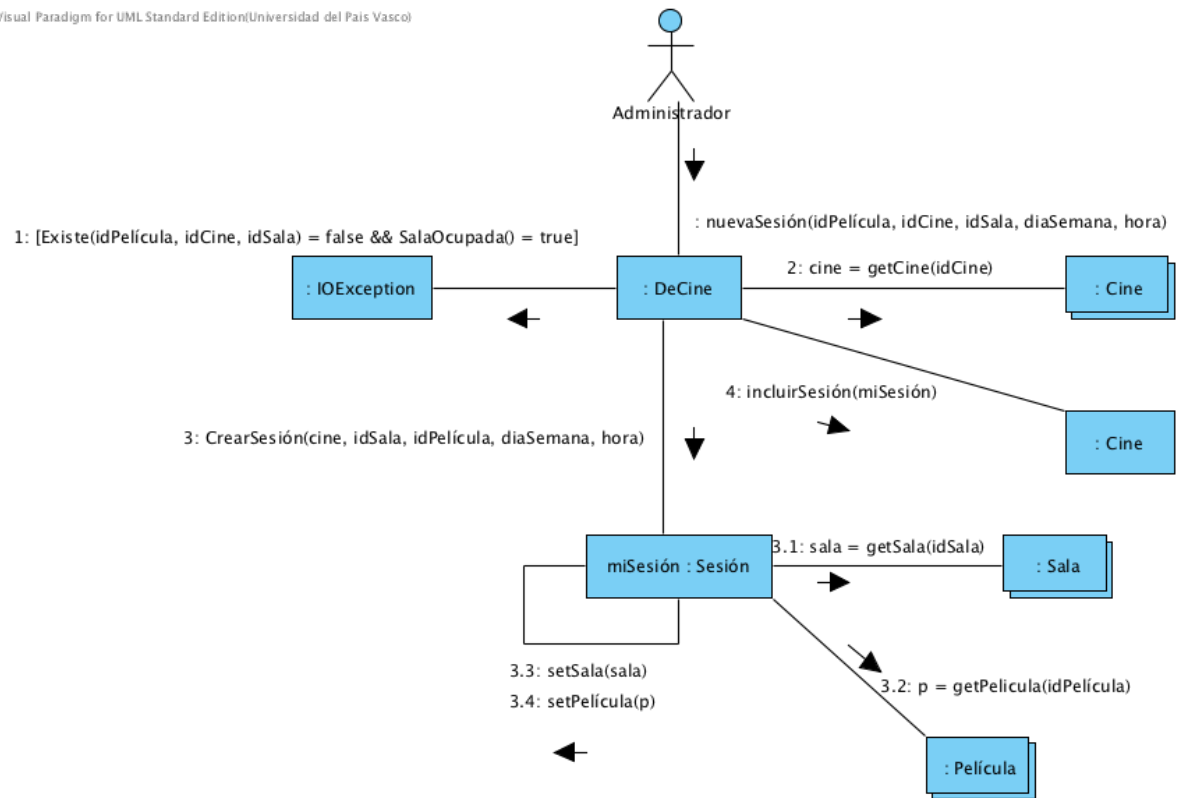 Visual Paradigm for UML Standard Edition(Universidad del Pais Vasco)
Administrador
: nuevaSesión(idPelícula, idCine, idSala, diaSemana, hora)
1: [Existe(idPelícula, idCine, idSala) = false && SalaOcupada() = true]
2: cine = getCine(idCine)
: IOException
: DeCine
: Cine
4: incluirSesión(miSesión)
3: CrearSesión(cine, idSala, idPelícula, diaSemana, hora)
: Cine
3.1: sala = getSala(idSala)
miSesión : Sesión
: Sala
3.3: setSala(sala)
3.2: p = getPelicula(idPelícula)
3.4: setPelícula(p)
: Película